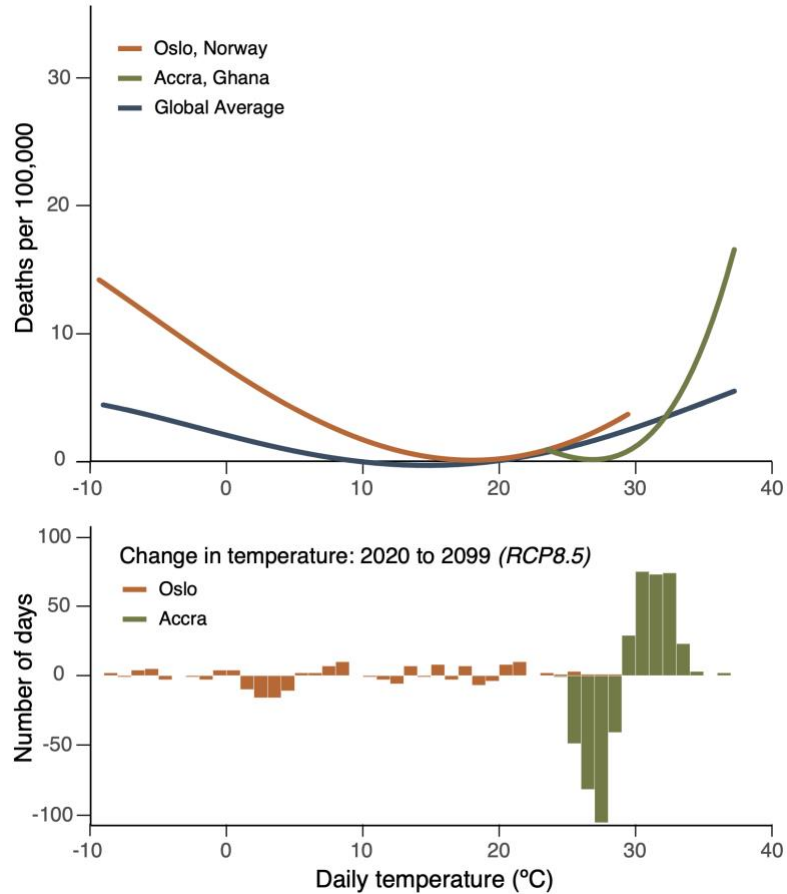 Oslo, Norway
Accra, Ghana
Global Average
Deaths per 100,000
30
20
10
0
-10 0 10 20 30 40
Change in temperature: 2020 to 2099 (RCP8.5)
Oslo
Accra
Number of days
100
50
0
-50
-100
-10 0 10 20 30 40
Daily temperature (ºC)